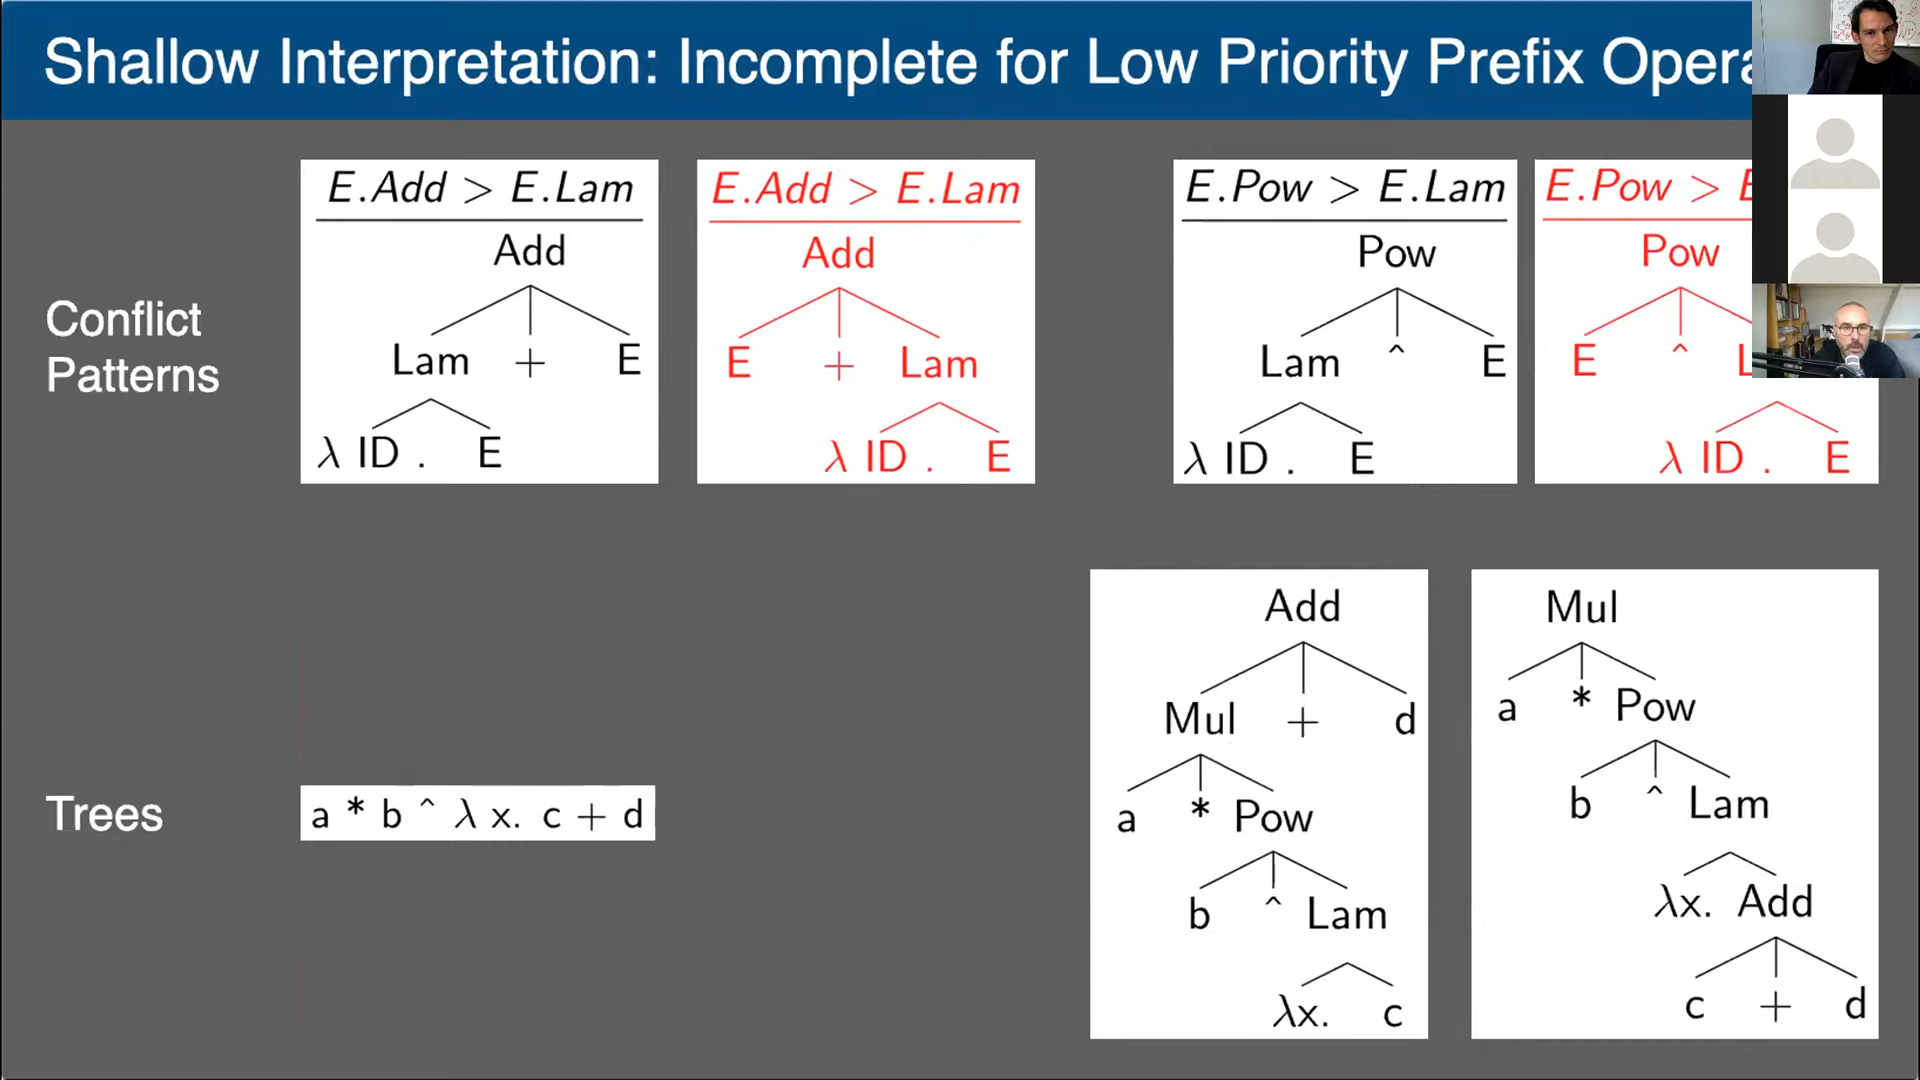 Shallow Interpretation: Incomplete for Low Priority Prefix Opera
Conflict
Patterns
E.Add > E.Lam
Add
Lam + E
λ ID . E
E.Add > E.Lam
Add
E + Lam
λ ID . E
E.Pow > E.Lam
Pow
Lam ^ E
λ ID . E
E.Pow > E
Pow
E ^ L
λ ID . E
Trees
a * b ^ λ x. c + d
Add
Mul + d
a * Pow
b ^ Lam
λx. c
Mul
a * Pow
b ^ Lam
λx. Add
c + d